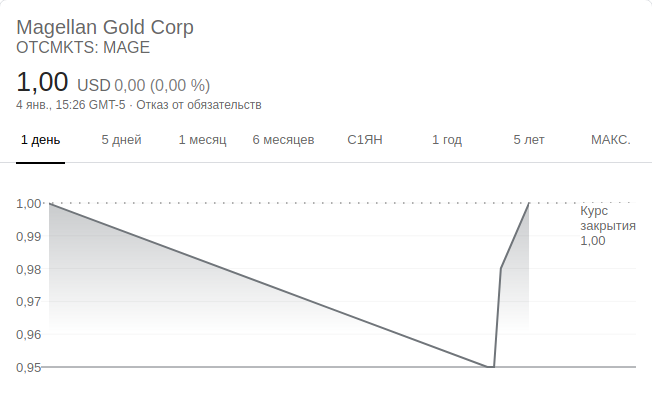 Magellan Gold Corp
OTCMKTS: MAGE
1,00 USD 0,00 (0,00 %)
4 янв., 15:26 GMT-5 · Отказ от обязательств
1 день 5 дней 1 месяц 6 месяцев С1ЯН 1 год 5 лет МАКС.
1,00
0,99
0,98
0,97
0,96
0,95
Курс
закрытия
1,00